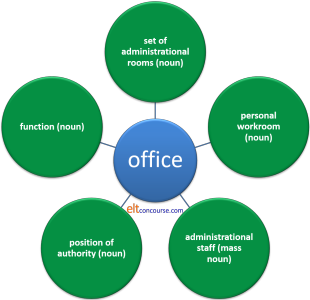 set of
administrational
rooms (noun)
function (noun)
personal
workroom
(noun)
office
eltconcourse.com
position of
authority (noun)
administrational
staff (mass
noun)